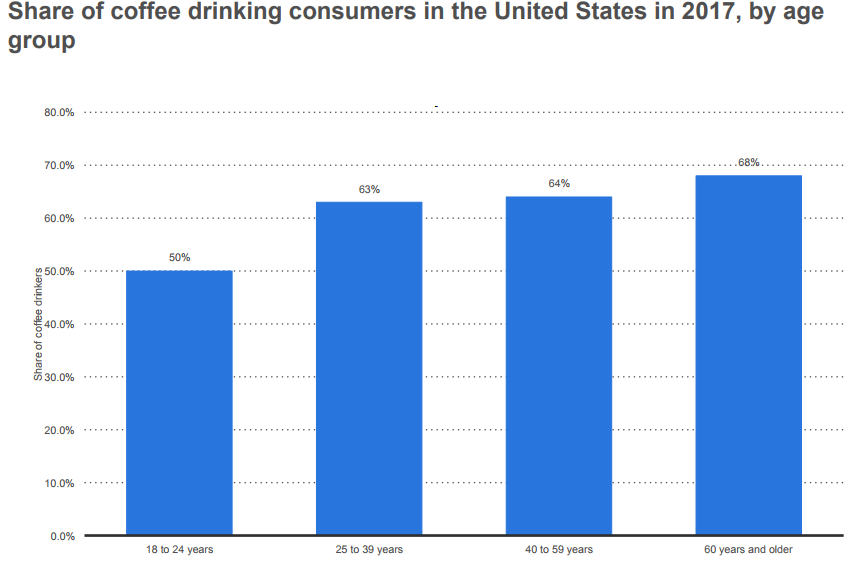 Share of coffee drinking consumers in the United States in 2017, by age
group
-
80.0%
70.0%
60.0%
50.0%
40.0%
30.0%
20.0%
10.0%
0.0%
Share of coffee drinkers
50%
63%
64%
68%
18 to 24 years
25 to 39 years
40 to 59 years
60 years and older